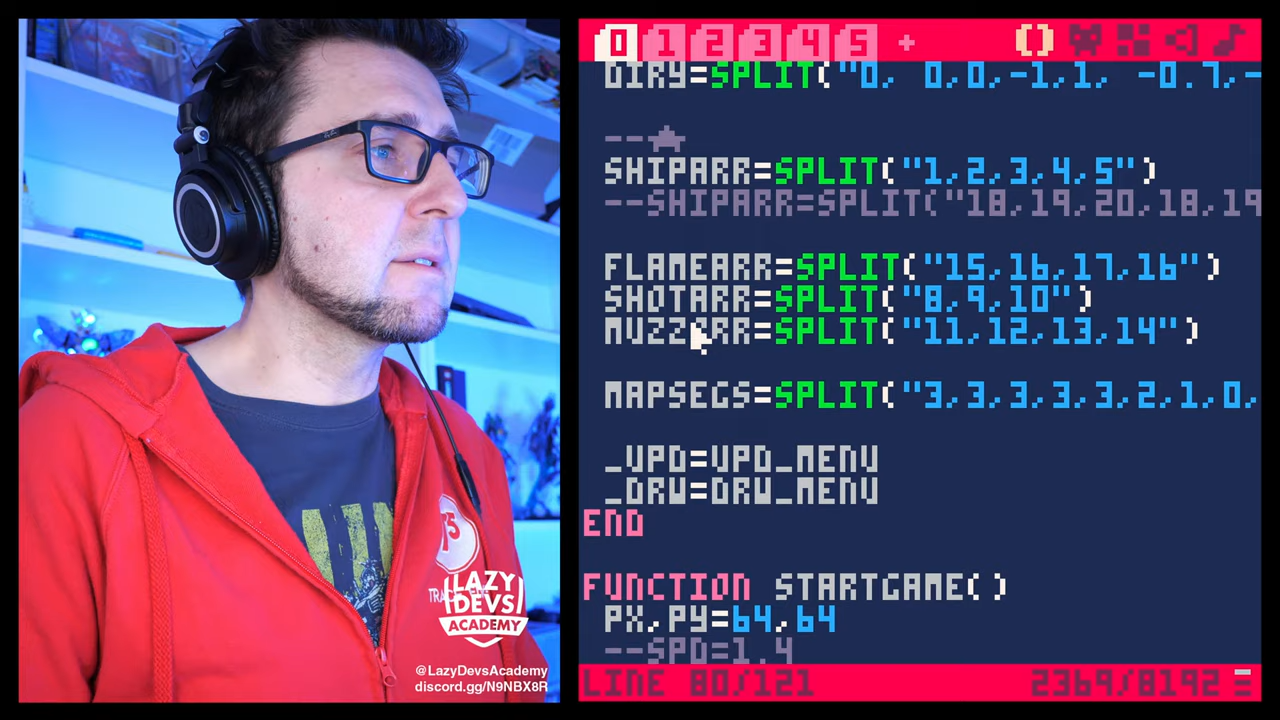 0 1 2 3 4 5 +
DIRY=SPLIT("0, 0,0,-1,1, -0.7,-
--
SHIPARR=SPLIT("1,2,3,4,5")
--SHIPARR=SPLIT("18,19,20,18,19
FLAMEARR=SPLIT("15,16,17,16")
SHOTARR=SPLIT("8,9,10")
MUZZARR=SPLIT("11,12,13,14")
MAPSEGS=SPLIT("3,3,3,3,3,2,1,0,
_UPD=UPD_MENU
_DRW=DRW_MENU
END
FUNCTION STARTGAME()
PX,PY=64,64
--SPD=1.4
LINE 80/121
2369/8192
LAZY
DEVS
ACADEMY
@LazyDevsAcademy
discord.gg/N9NBX8R